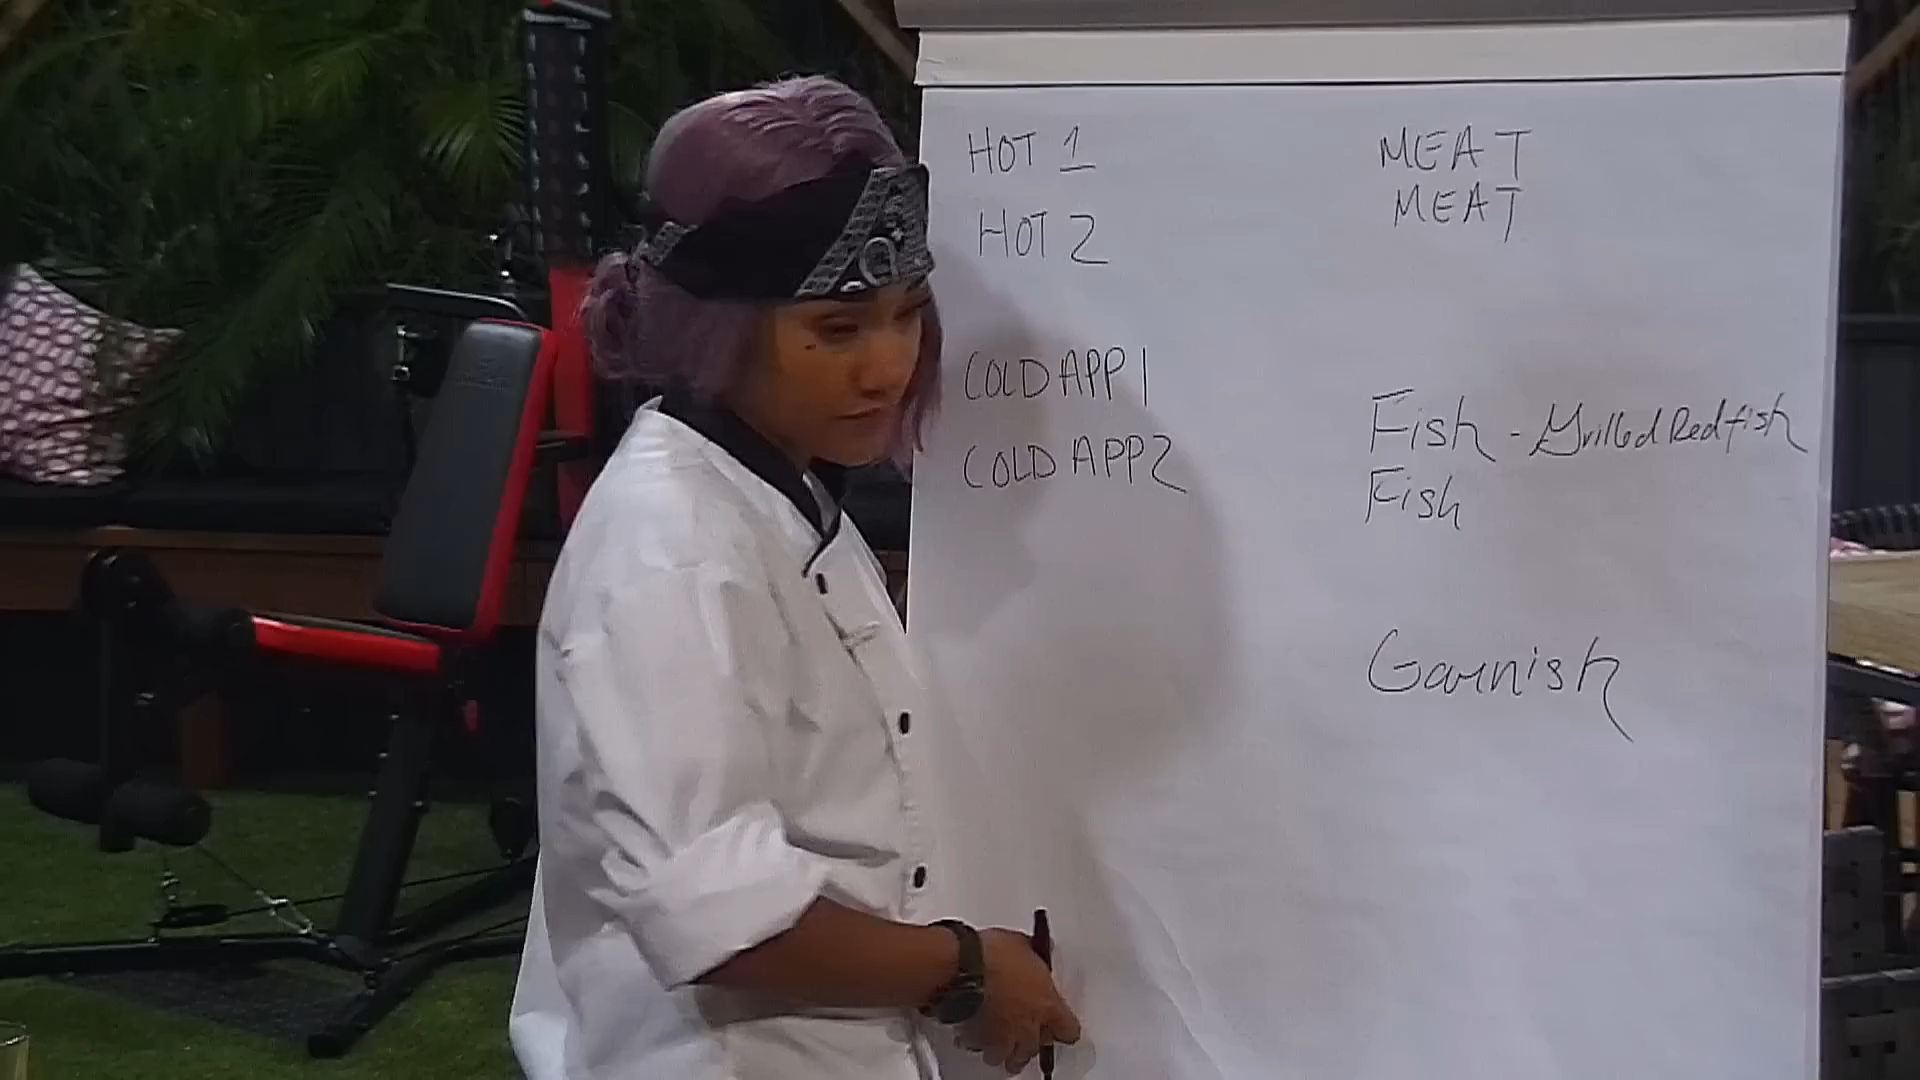 HOT 1
HOT 2
COLD APP 1
COLD APP 2
MEAT
MEAT
Fish - Grilled Redfish
Fish
Garnish